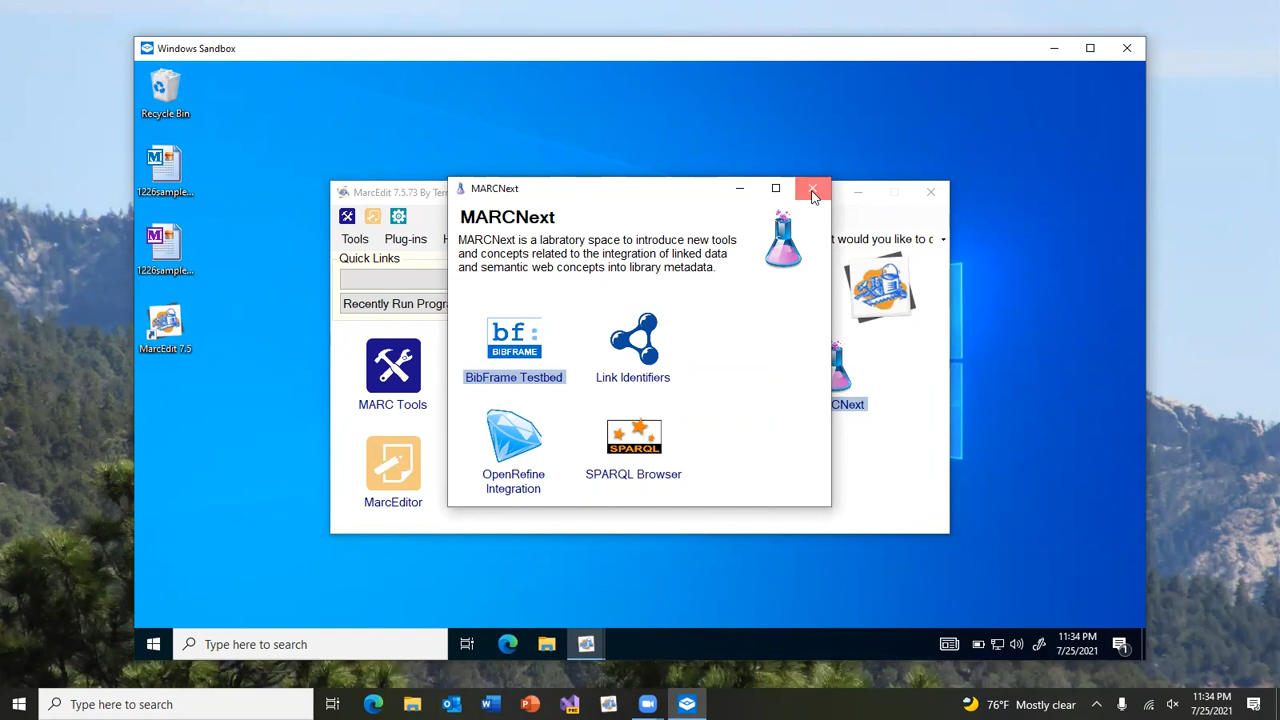 Windows Sandbox
Recycle Bin
1226sample...
1226sample...
MarcEdit 7.5
MarcEdit 7.5.73 By Terr
Tools Plug-ins H
Quick Links
Recently Run Progra
MARC Tools
MarcEditor
t would you like to c
CNext
MARCNext
MARCNext
MARCNext is a labratory space to introduce new tools
and concepts related to the integration of linked data
and semantic web concepts into library metadata.
bf:
BIBFRAME
BibFrame Testbed
Link Identifiers
SPARQL
OpenRefine
Integration
SPARQL Browser
Type here to search
11:34 PM
7/25/2021
1
Type here to search
76°F Mostly clear
11:34 PM
7/25/2021